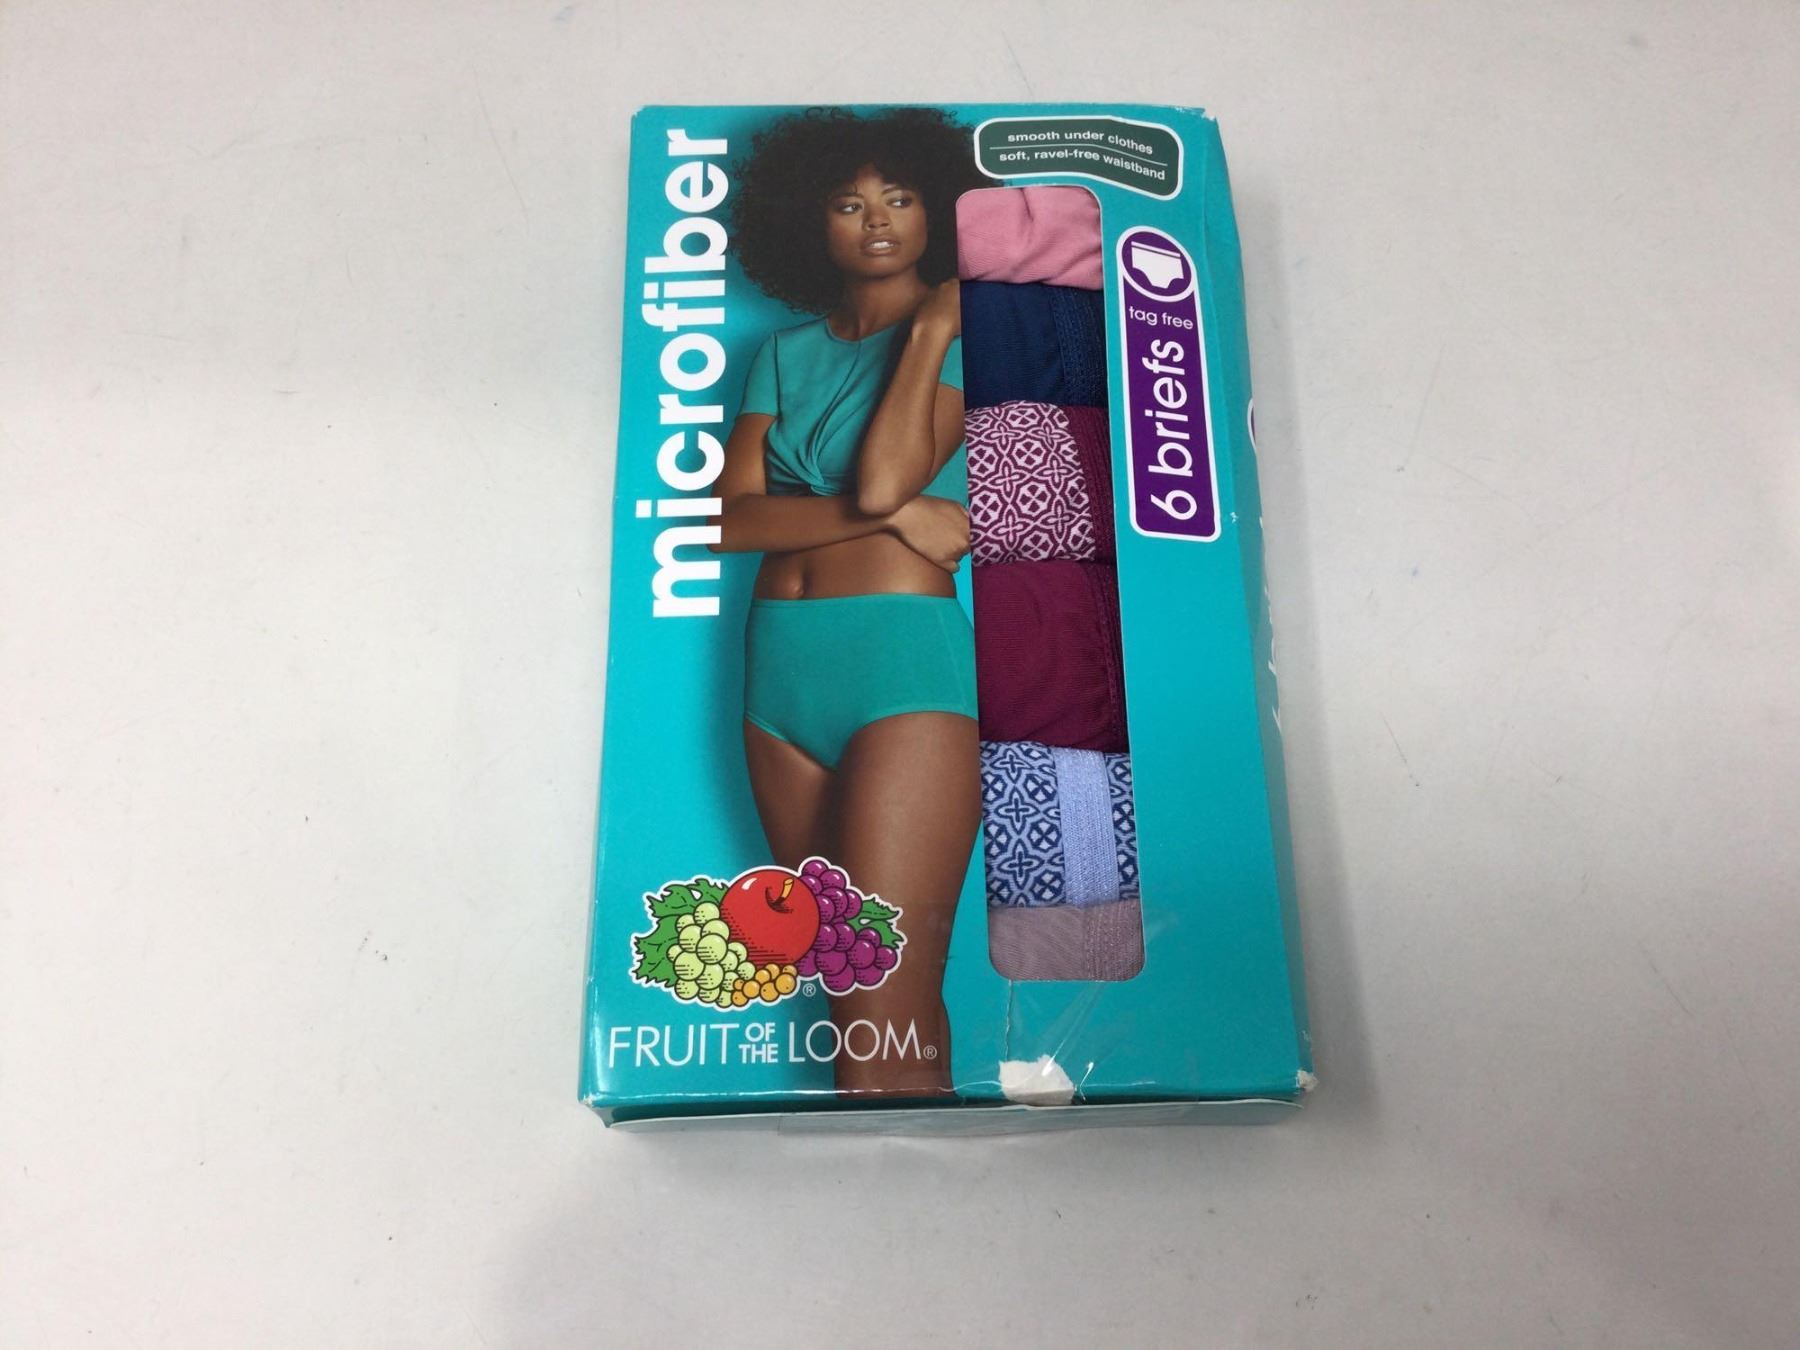 microfiber
smooth under clothes
soft, ravel-free waistband
tag free
6 briefs
®
FRUIT OF THE LOOM®